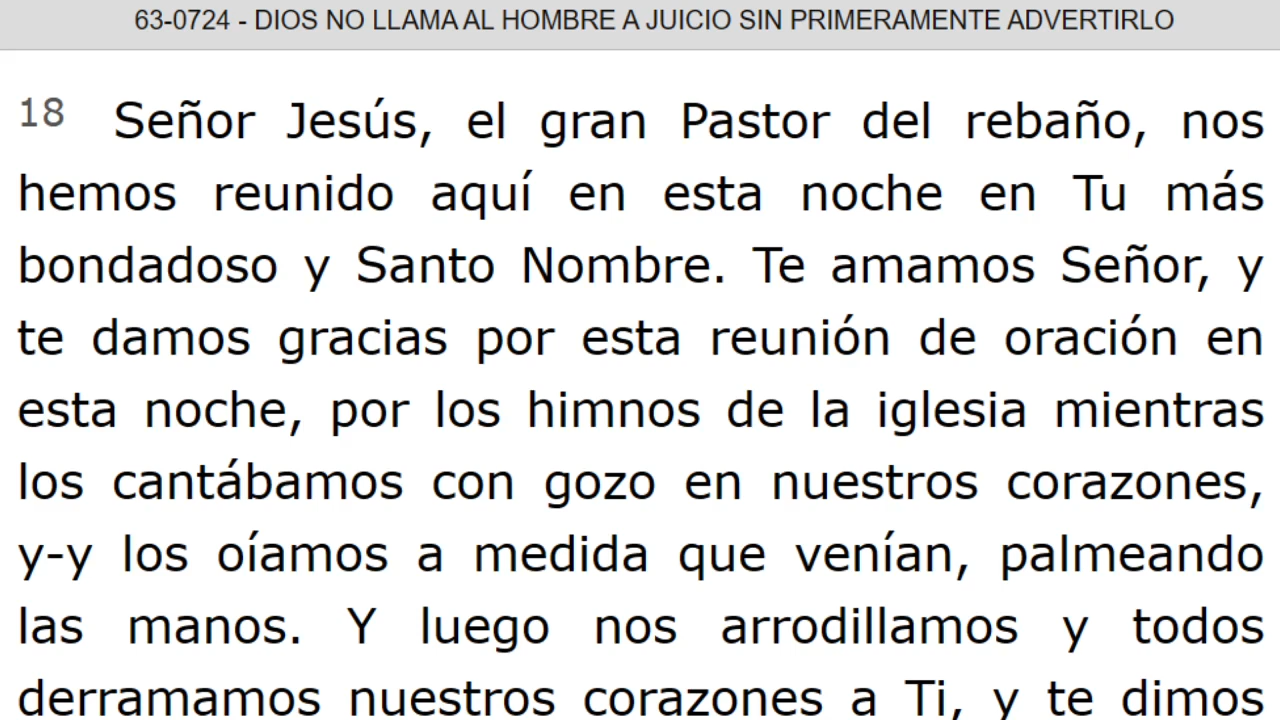 63-0724 - DIOS NO LLAMA AL HOMBRE A JUICIO SIN PRIMERAMENTE ADVERTIRLO
18 Señor Jesús, el gran Pastor del rebaño, nos
hemos reunido aquí en esta noche en Tu más
bondadoso y Santo Nombre. Te amamos Señor, y
te damos gracias por esta reunión de oración en
esta noche, por los himnos de la iglesia mientras
los cantábamos con gozo en nuestros corazones,
y-y los oíamos a medida que venían, palmeando
las manos. Y luego nos arrodillamos y todos
derramamos nuestros corazones a Ti, y te dimos